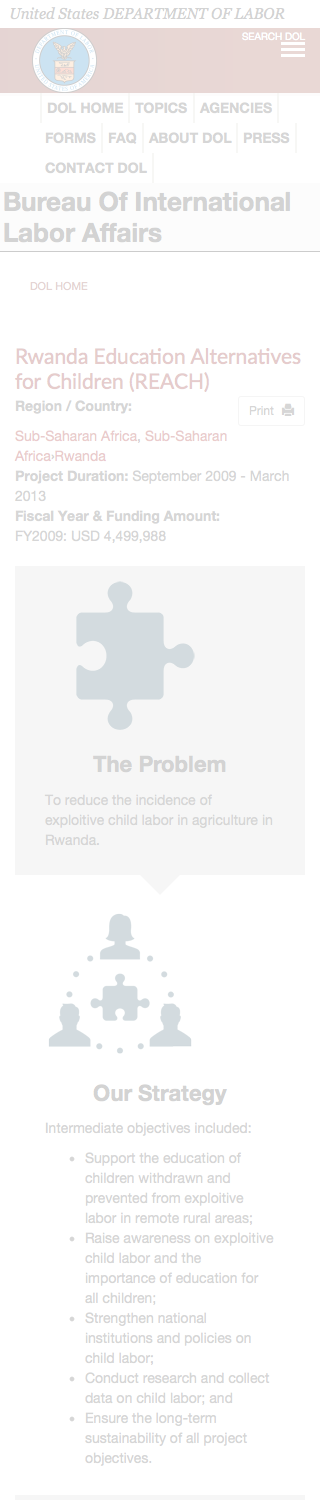 United States DEPARTMENT OF LABOR
SEARCH DOL
DOL HOME TOPICS AGENCIES
FORMS FAQ ABOUT DOL PRESS
CONTACT DOL
Bureau Of International
Labor Affairs
DOL HOME
Rwanda Education Alternatives
for Children (REACH)
Region / Country:
Print
Sub-Saharan Africa, Sub-Saharan
Africa›Rwanda
Project Duration: September 2009 - March
2013
Fiscal Year & Funding Amount:
FY2009: USD 4,499,988
The Problem
To reduce the incidence of
exploitive child labor in agriculture in
Rwanda.
Our Strategy
Intermediate objectives included:
• Support the education of
children withdrawn and
prevented from exploitive
labor in remote rural areas;
• Raise awareness on exploitive
child labor and the
importance of education for
all children;
• Strengthen national
institutions and policies on
child labor;
• Conduct research and collect
data on child labor; and
• Ensure the long-term
sustainability of all project
objectives.